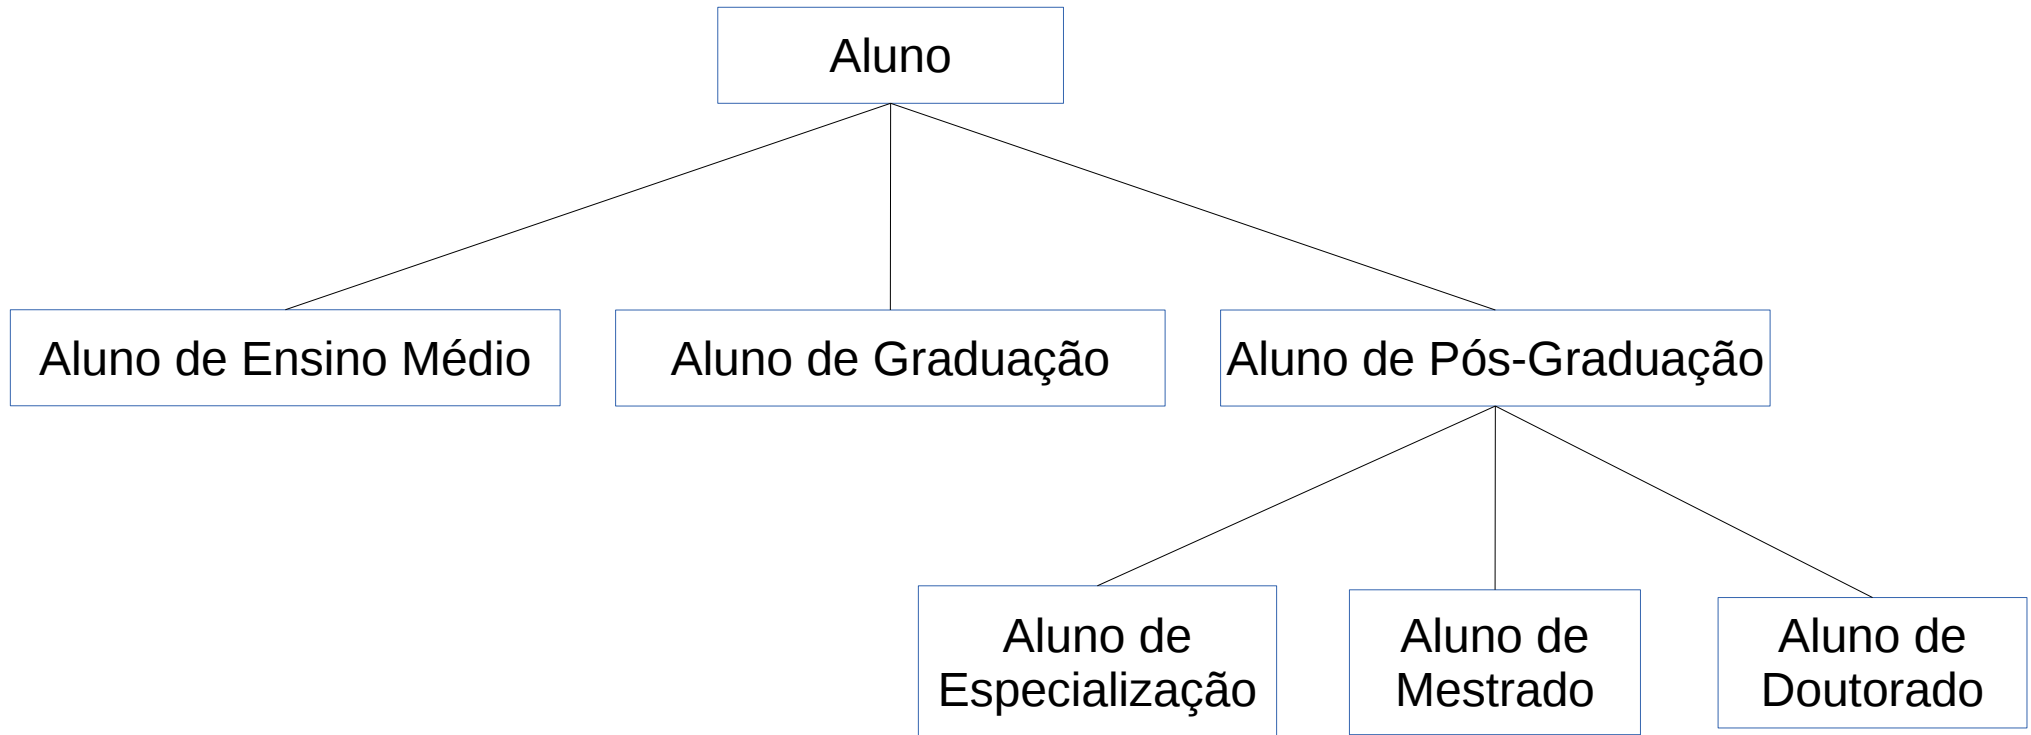 Aluno
Aluno de Ensino Médio
Aluno de Graduação
Aluno de Pós-Graduação
Aluno de
Especialização
Aluno de
Mestrado
Aluno de
Doutorado